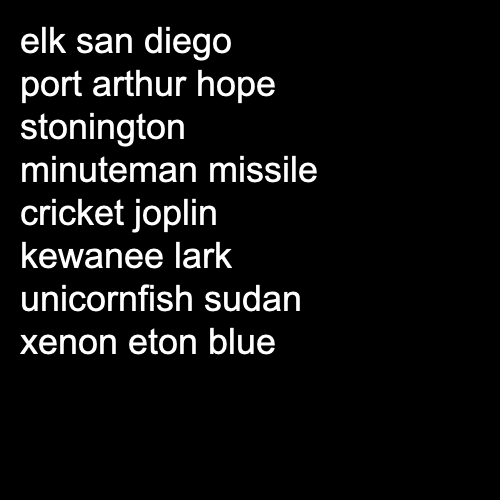 elk san diego
port arthur hope
stonington
minuteman missile
cricket joplin
kewanee lark
unicornfish sudan
xenon eton blue